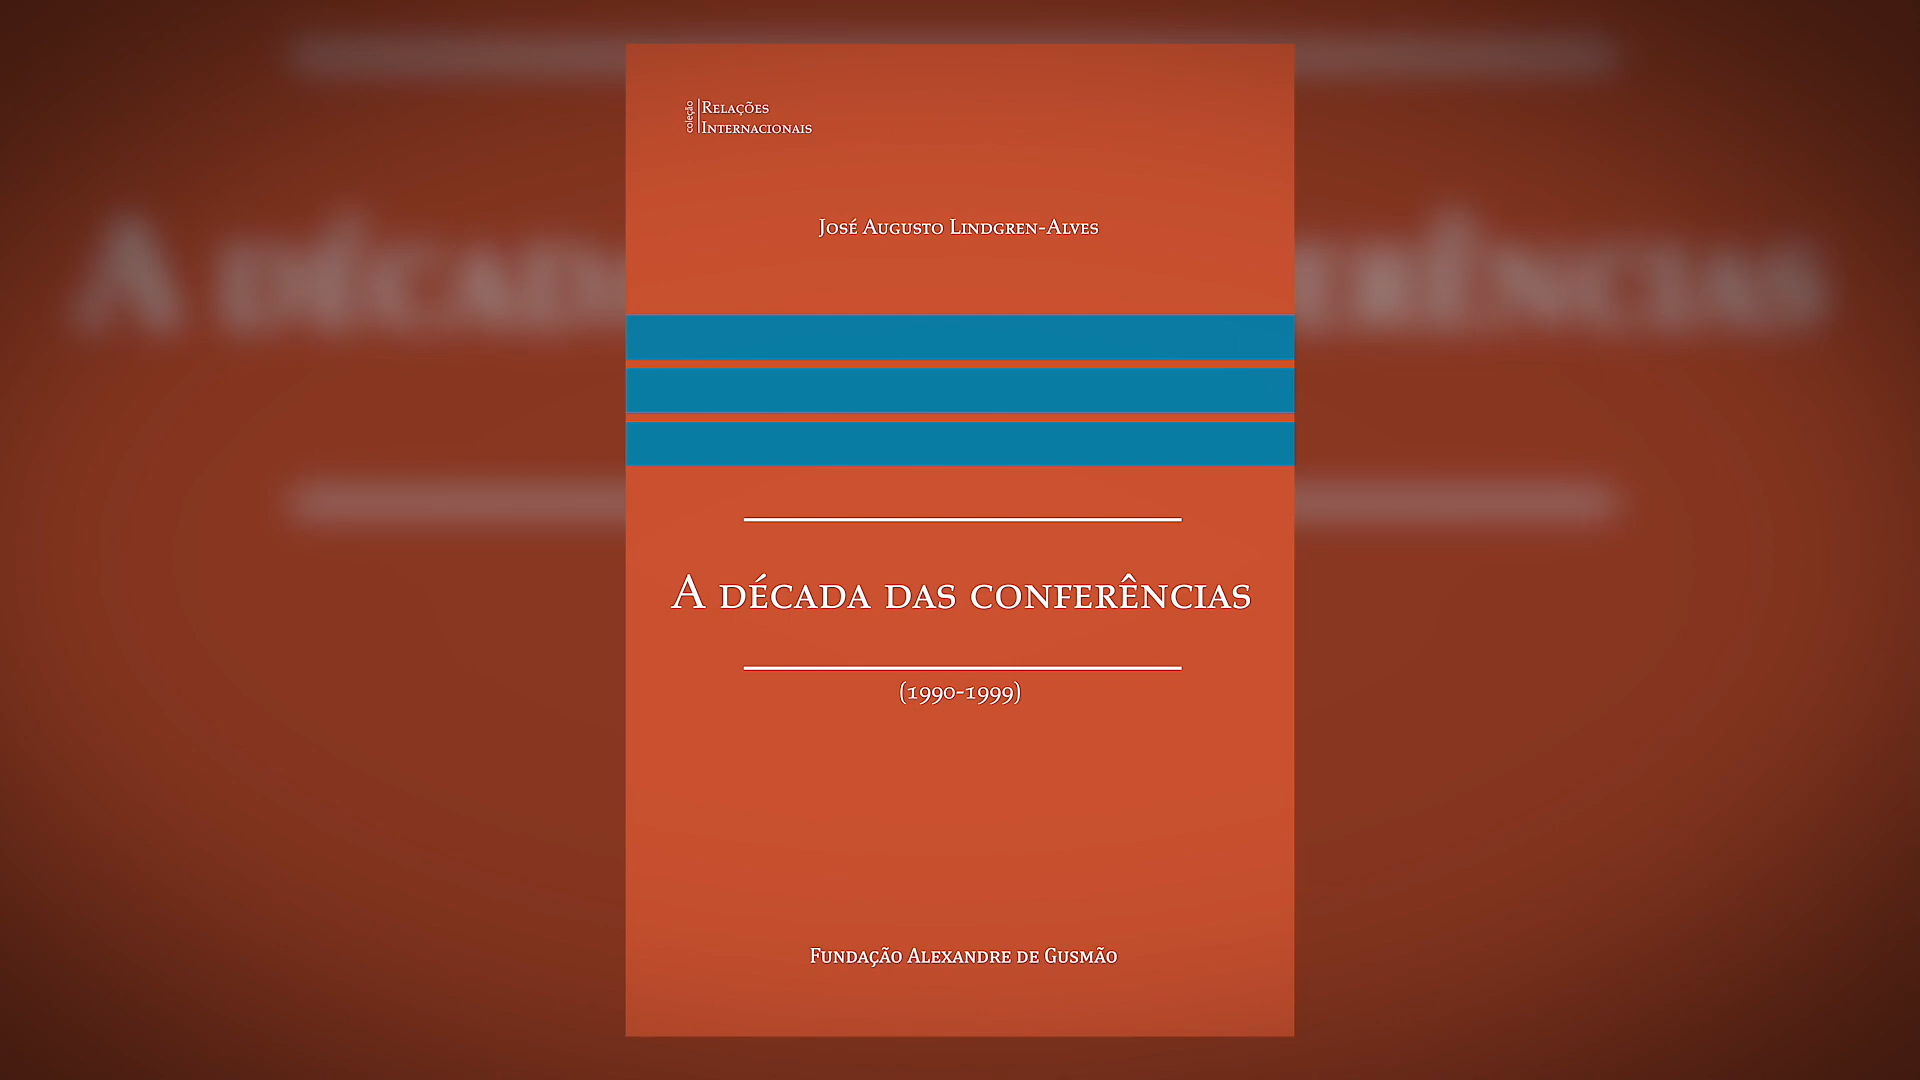 coleção
Relações
Internacionais
José Augusto Lindgren-Alves
A década das conferências
(1990-1999)
Fundação Alexandre de Gusmão